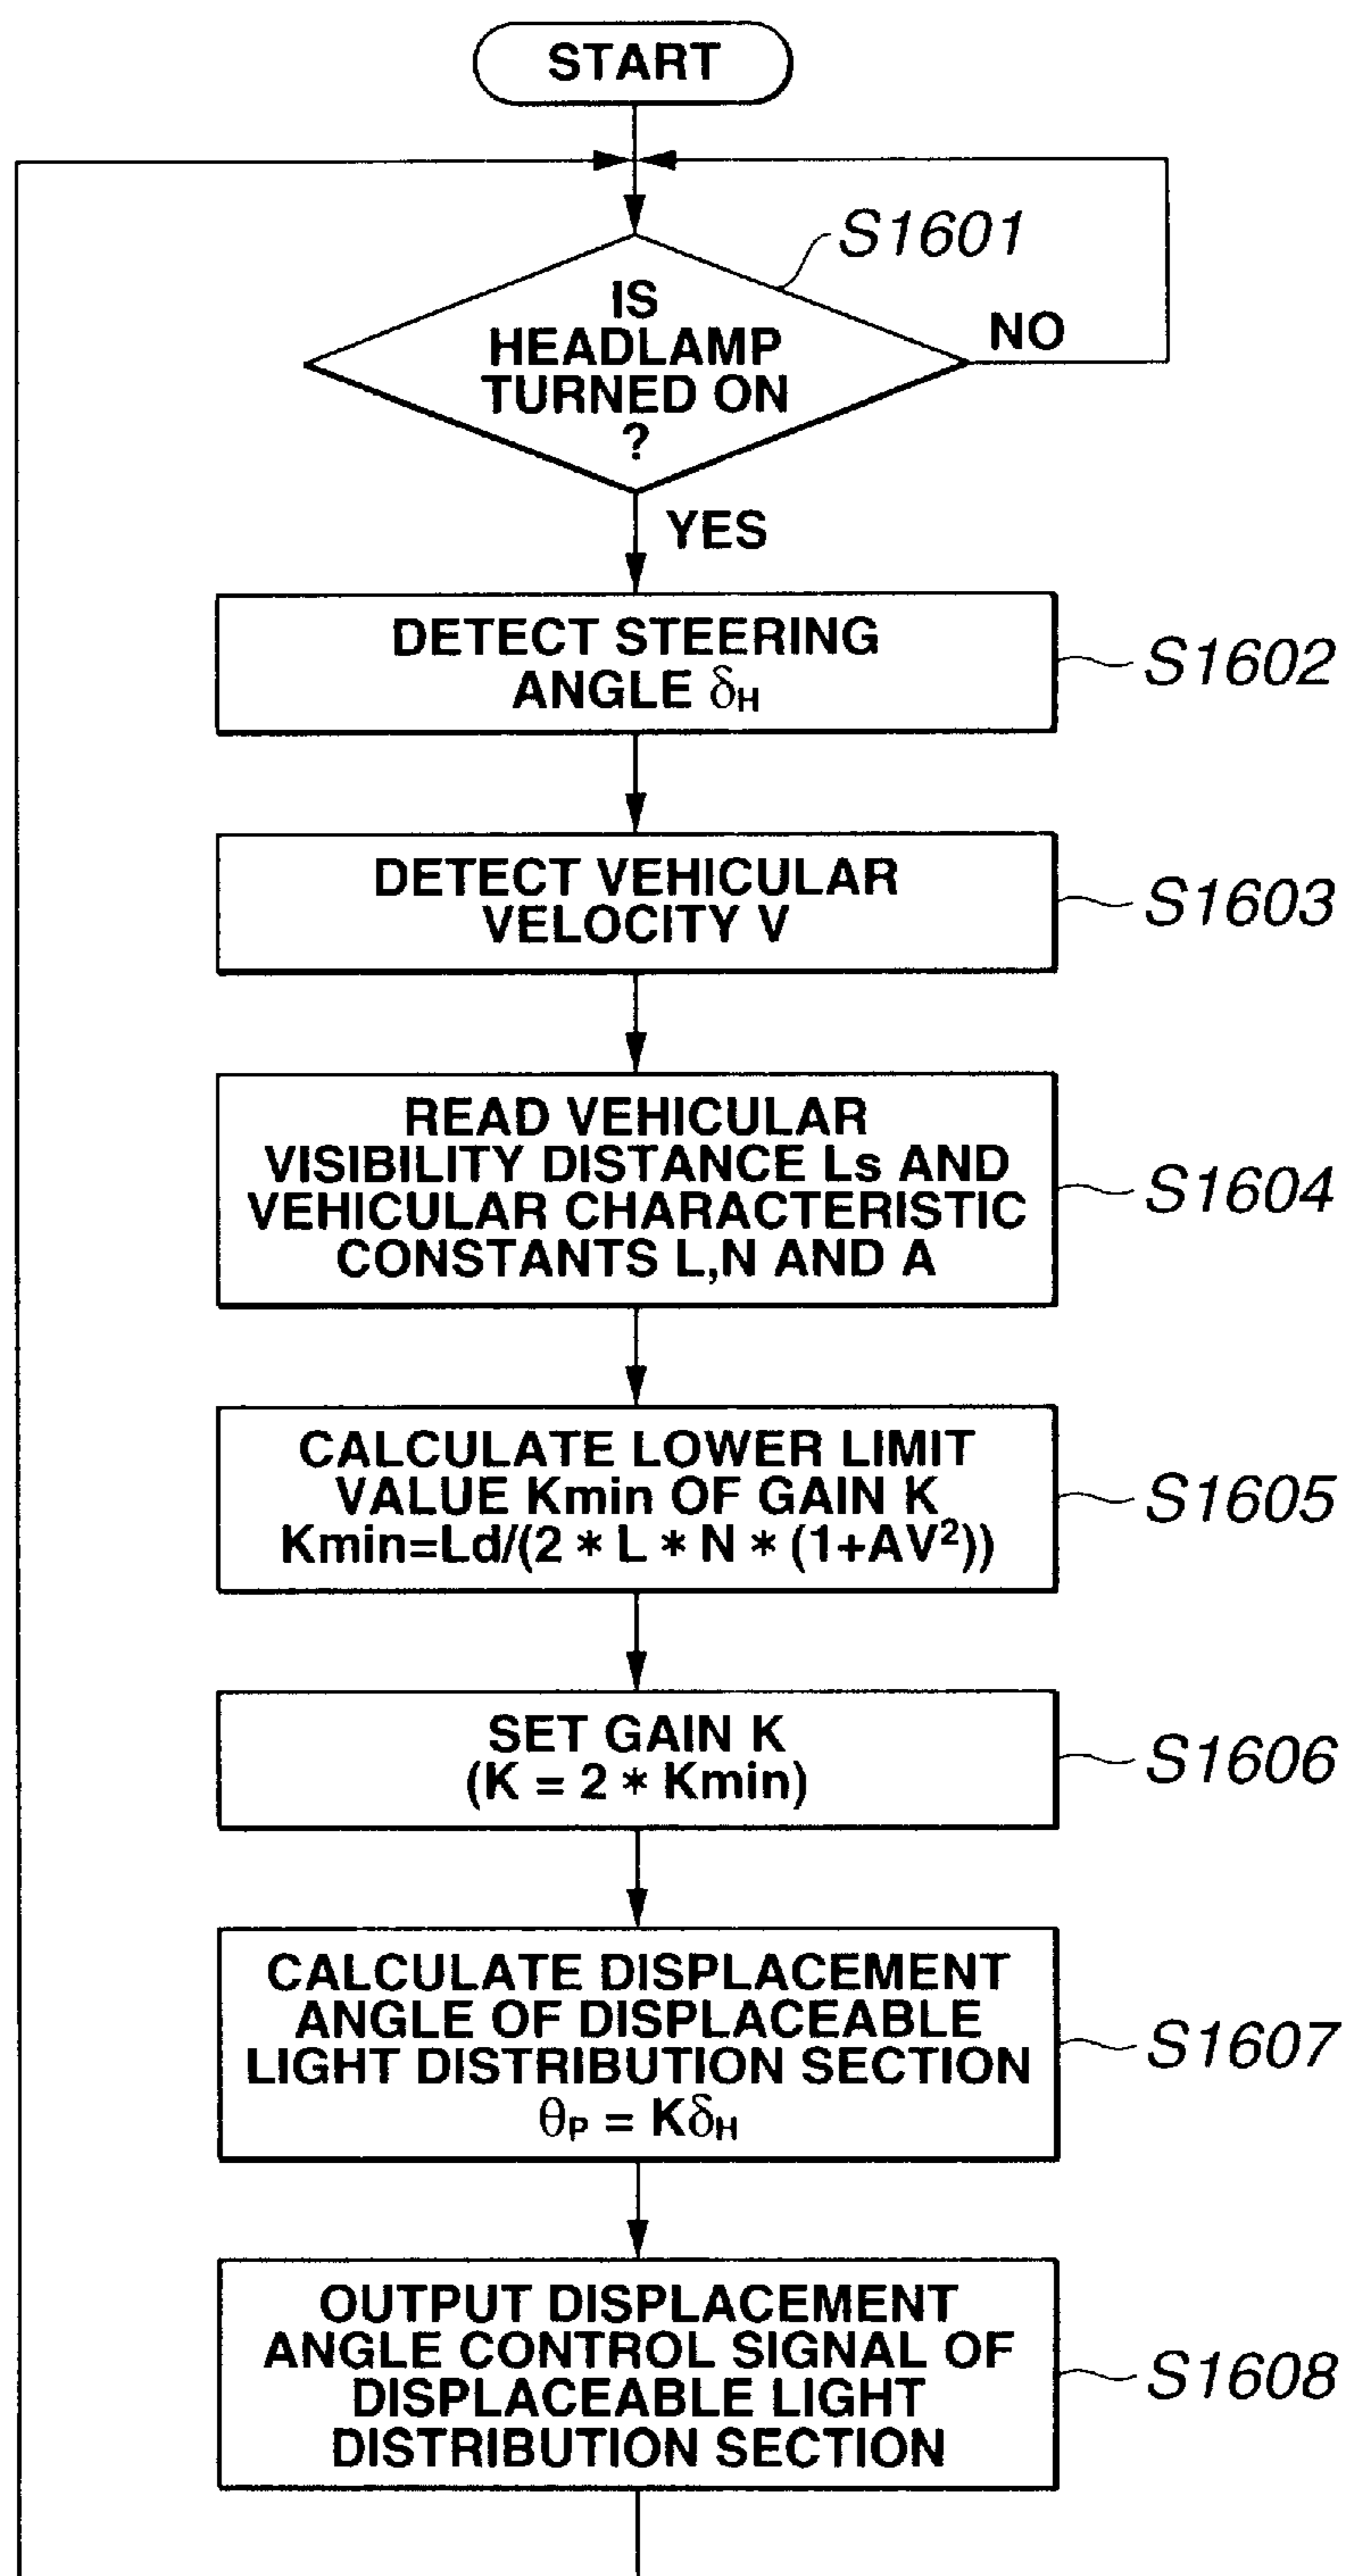 START
S1601
IS
HEADLAMP
TURNED ON
?
NO
YES
DETECT STEERING
ANGLE δH
S1602
DETECT VEHICULAR
VELOCITY V
S1603
READ VEHICULAR
VISIBILITY DISTANCE Ls AND
VEHICULAR CHARACTERISTIC
CONSTANTS L,N AND A
S1604
CALCULATE LOWER LIMIT
VALUE Kmin OF GAIN K
Kmin=Ld/(2 * L * N * (1+AV²))
S1605
SET GAIN K
(K = 2 * Kmin)
S1606
CALCULATE DISPLACEMENT
ANGLE OF DISPLACEABLE
LIGHT DISTRIBUTION SECTION
θP = KδH
S1607
OUTPUT DISPLACEMENT
ANGLE CONTROL SIGNAL OF
DISPLACEABLE LIGHT
DISTRIBUTION SECTION
S1608